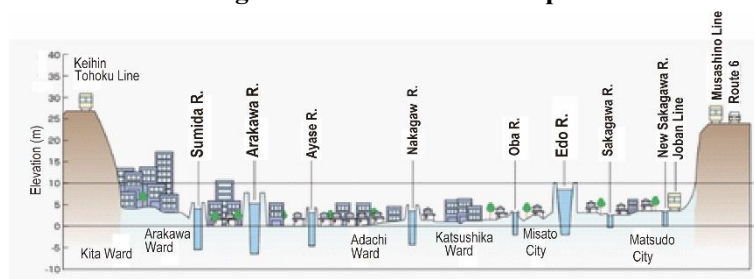 40
35
30
25
20
15
10
5
0
-5
-10
Elevation (m)
Keihin
Tohoku Line
Sumida R.
Arakawa R.
Ayase R.
Nakagaw R.
Oba R.
Edo R.
Sakagawa R.
New Sakagawa R.
Joban Line
Musashino Line
Route 6
Kita Ward
Arakawa
Ward
Adachi
Ward
Katsushika
Ward
Misato
City
Matsudo
City